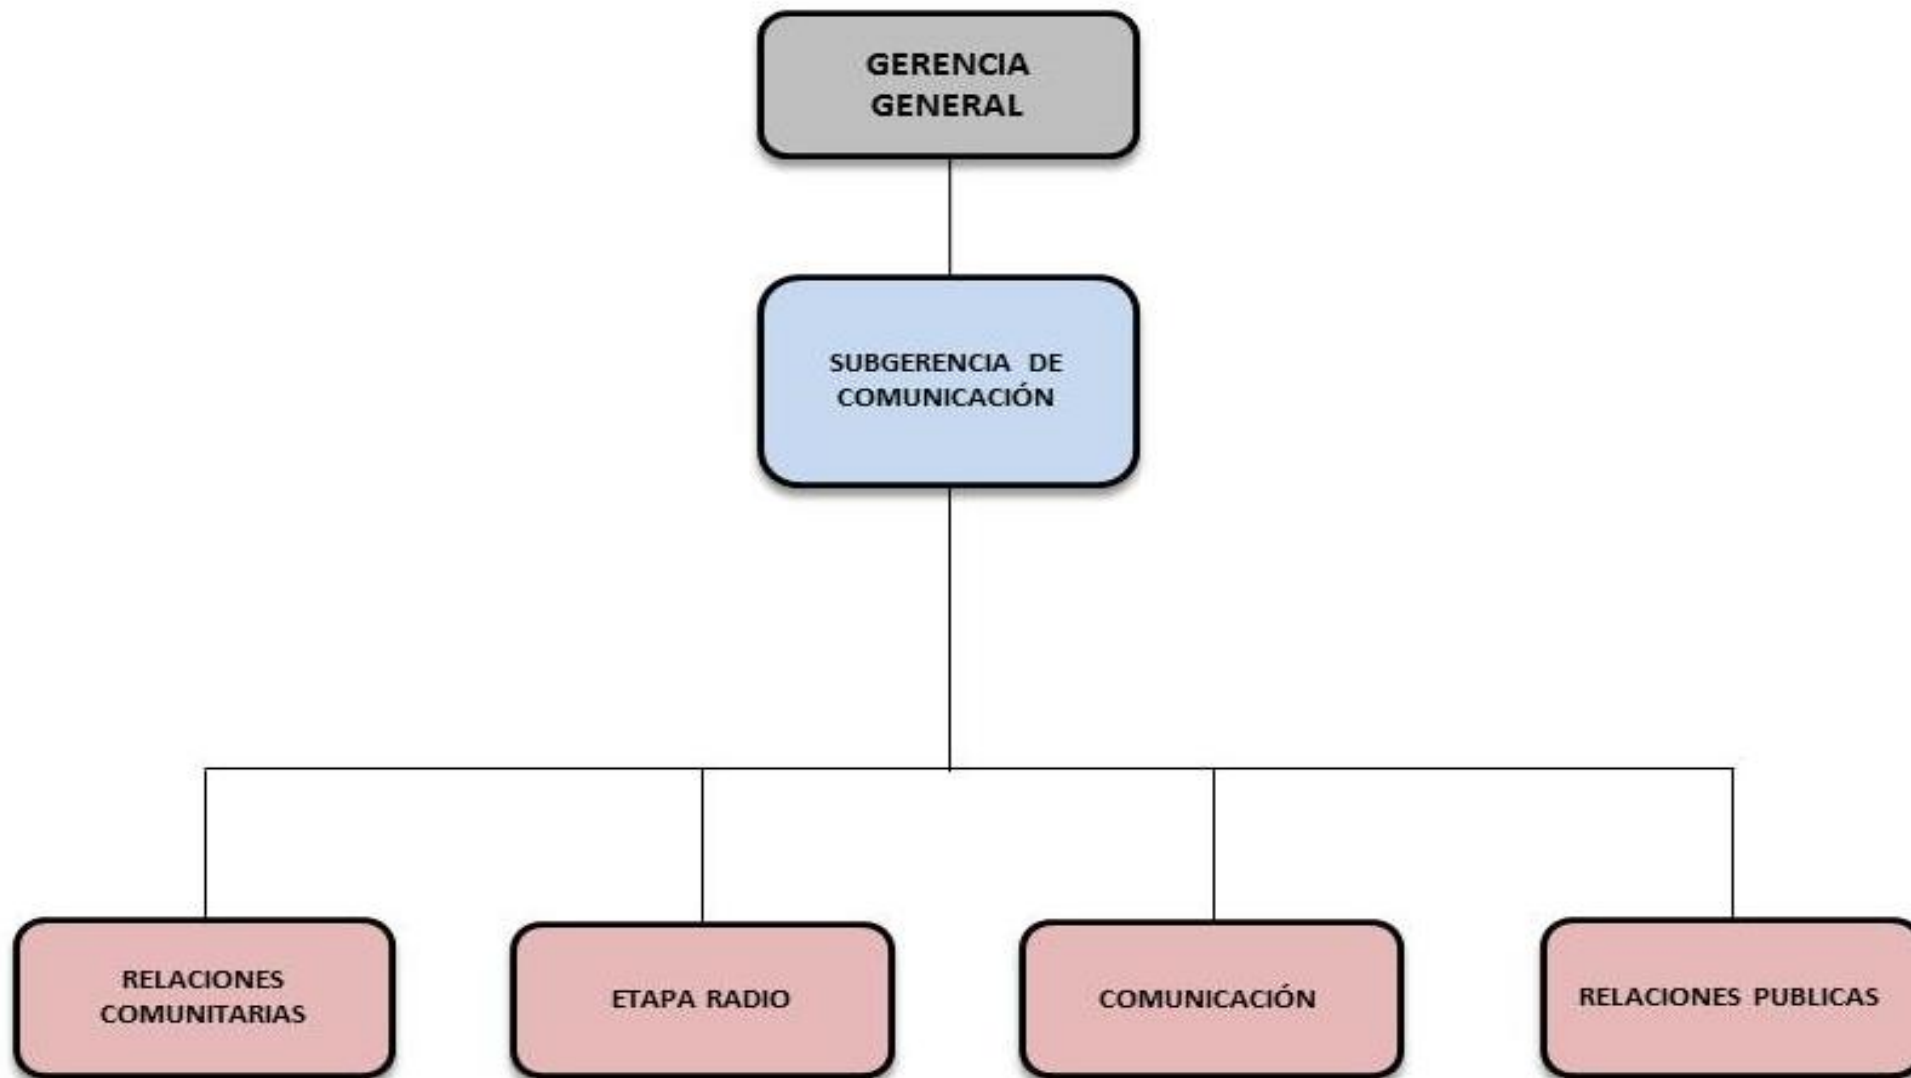 GERENCIA
GENERAL
SUBGERENCIA DE
COMUNICACIÓN
RELACIONES
COMUNITARIAS
ETAPA RADIO
COMUNICACIÓN
RELACIONES PUBLICAS